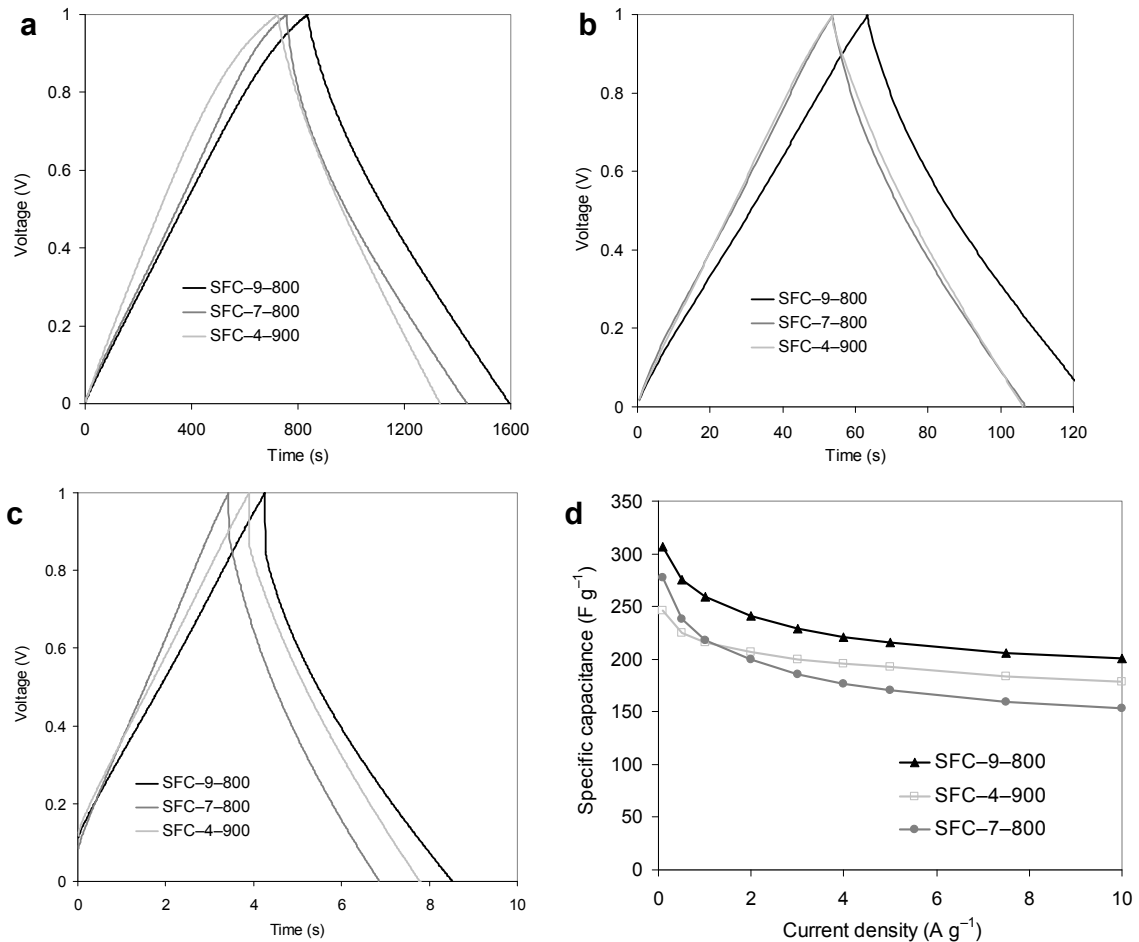 a
1
0.8
0.6
0.4
0.2
0
Voltage (V)
SFC–9–800
SFC–7–800
SFC–4–900
0 400 800 1200 1600
Time (s)
b
1
0.8
0.6
0.4
0.2
0
Voltage (V)
SFC–9–800
SFC–7–800
SFC–4–900
0 20 40 60 80 100 120
Time (s)
c
1
0.8
0.6
0.4
0.2
0
Voltage (V)
SFC–9–800
SFC–7–800
SFC–4–900
0 2 4 6 8 10
Time (s)
d
350
300
250
200
150
100
50
0
Specific capacitance (F g⁻¹)
SFC–9–800
SFC–4–900
SFC–7–800
0 2 4 6 8 10
Current density (A g⁻¹)